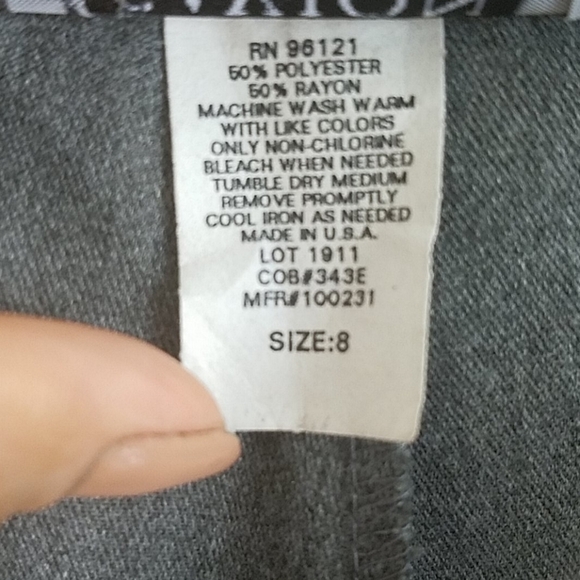 RN 96121
50% POLYESTER
50% RAYON
MACHINE WASH WARM
WITH LIKE COLORS
ONLY NON-CHLORINE
BLEACH WHEN NEEDED
TUMBLE DRY MEDIUM
REMOVE PROMPTLY
COOL IRON AS NEEDED
MADE IN U.S.A.
LOT 1911
COB#343E
MFR#100231
SIZE:8